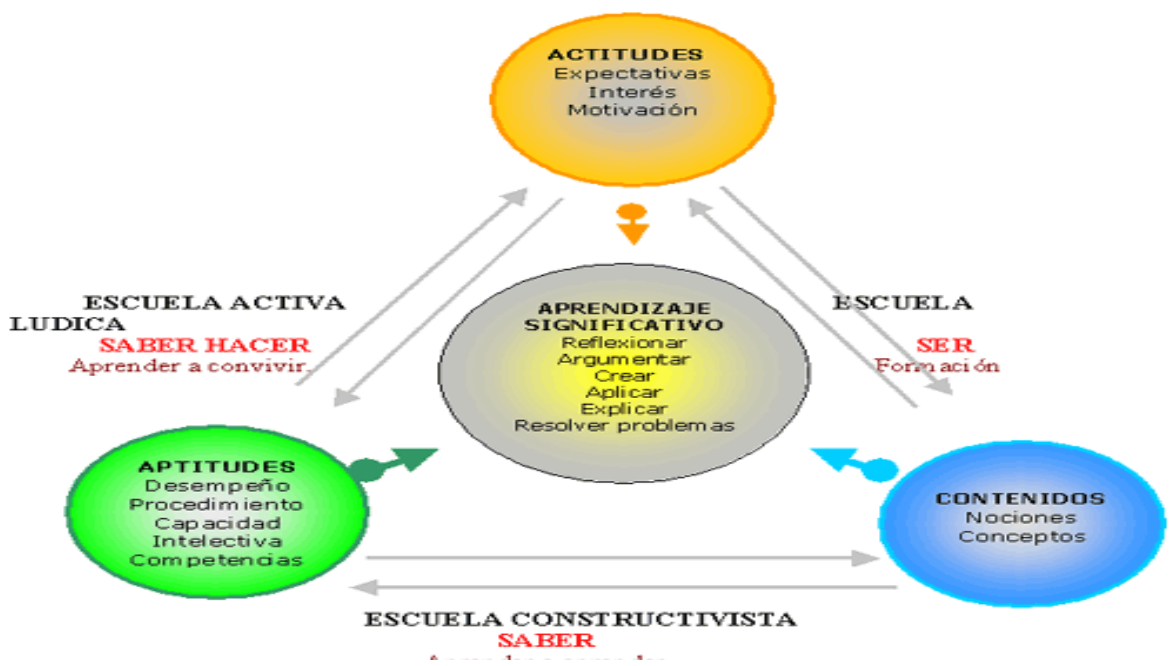 ACTITUDES
Expectativas
Interés
Motivación
ESCUELA ACTIVA
LUDICA
SABER HACER
Aprender a convivir.
APRENDIZAJE
SIGNIFICATIVO
Reflexionar
Argumentar
Crear
Aplicar
Explicar
Resolver problemas
ESCUELA
SER
Formación
APTITUDES
Desempeño
Procedimiento
Capacidad
Intelectiva
Competencias
CONTENIDOS
Nociones
Conceptos
ESCUELA CONSTRUCTIVISTA
SABER